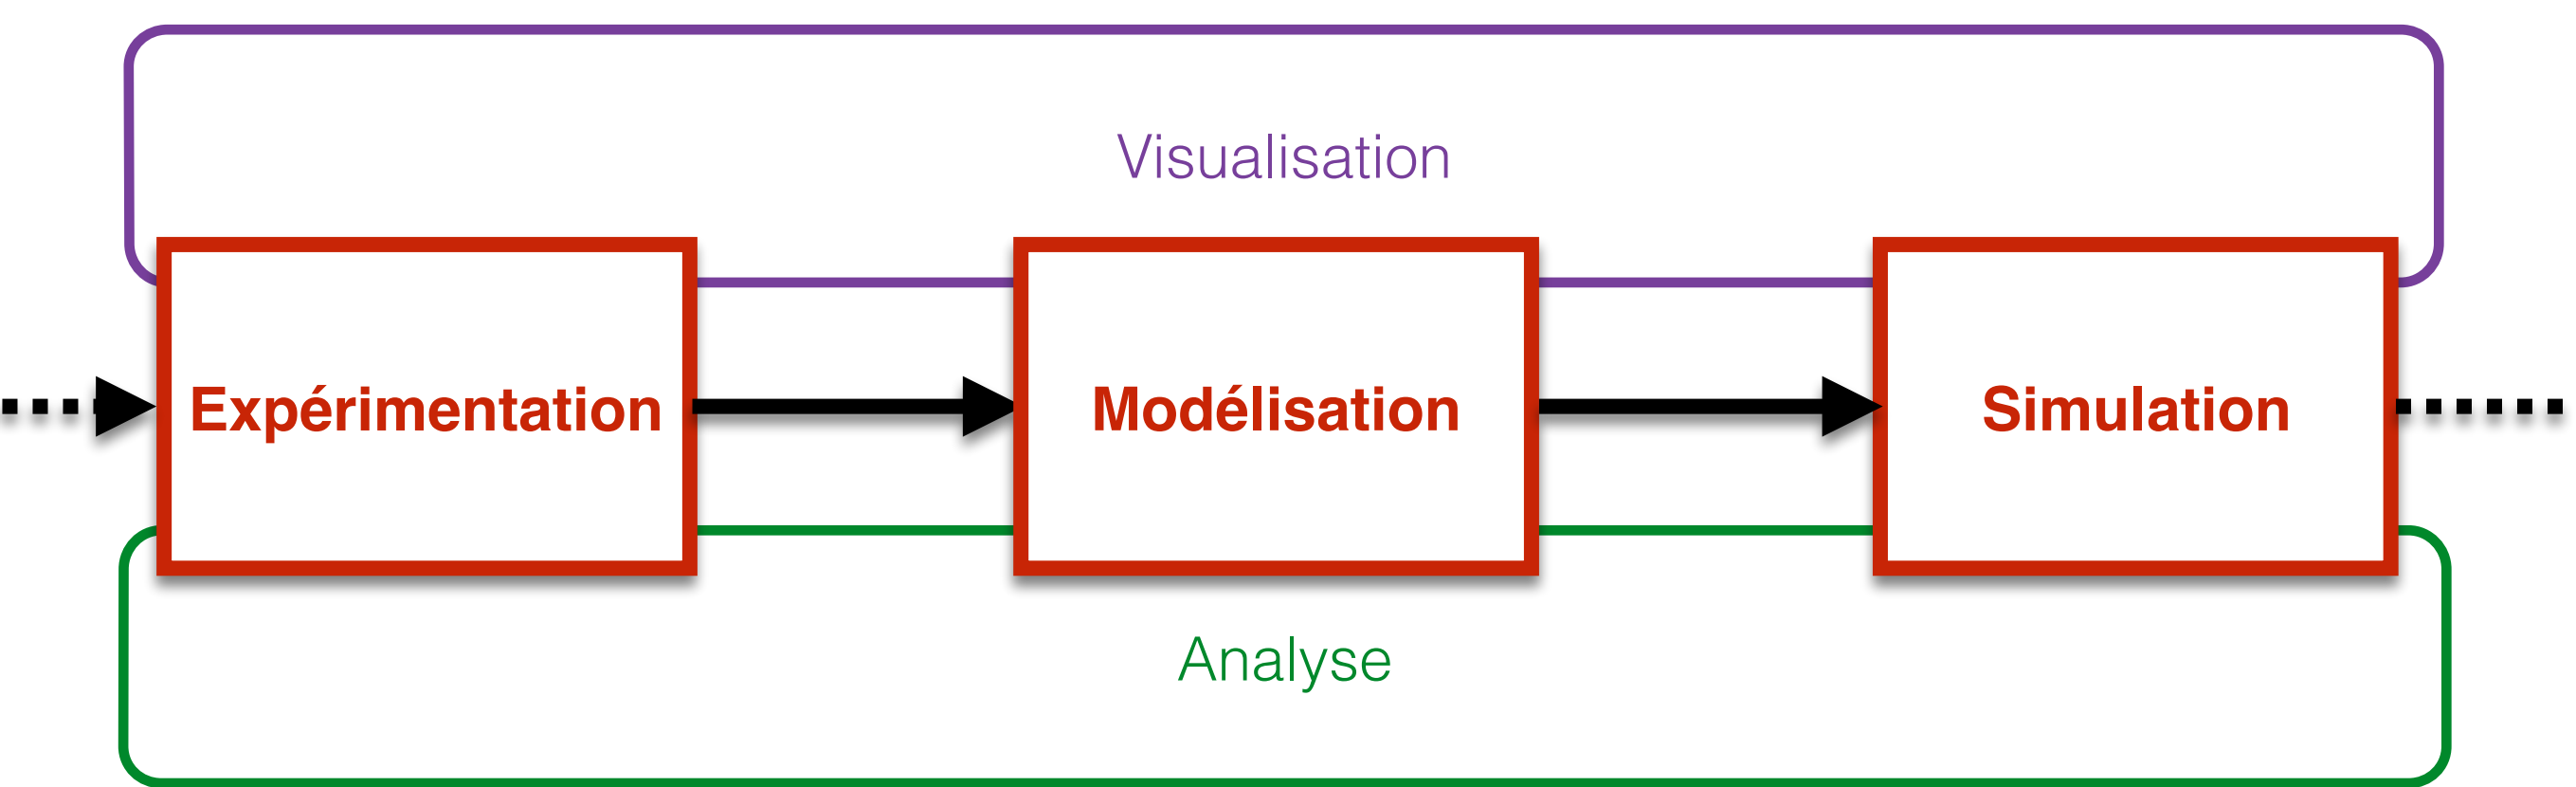 Visualisation
Expérimentation
Modélisation
Simulation
Analyse